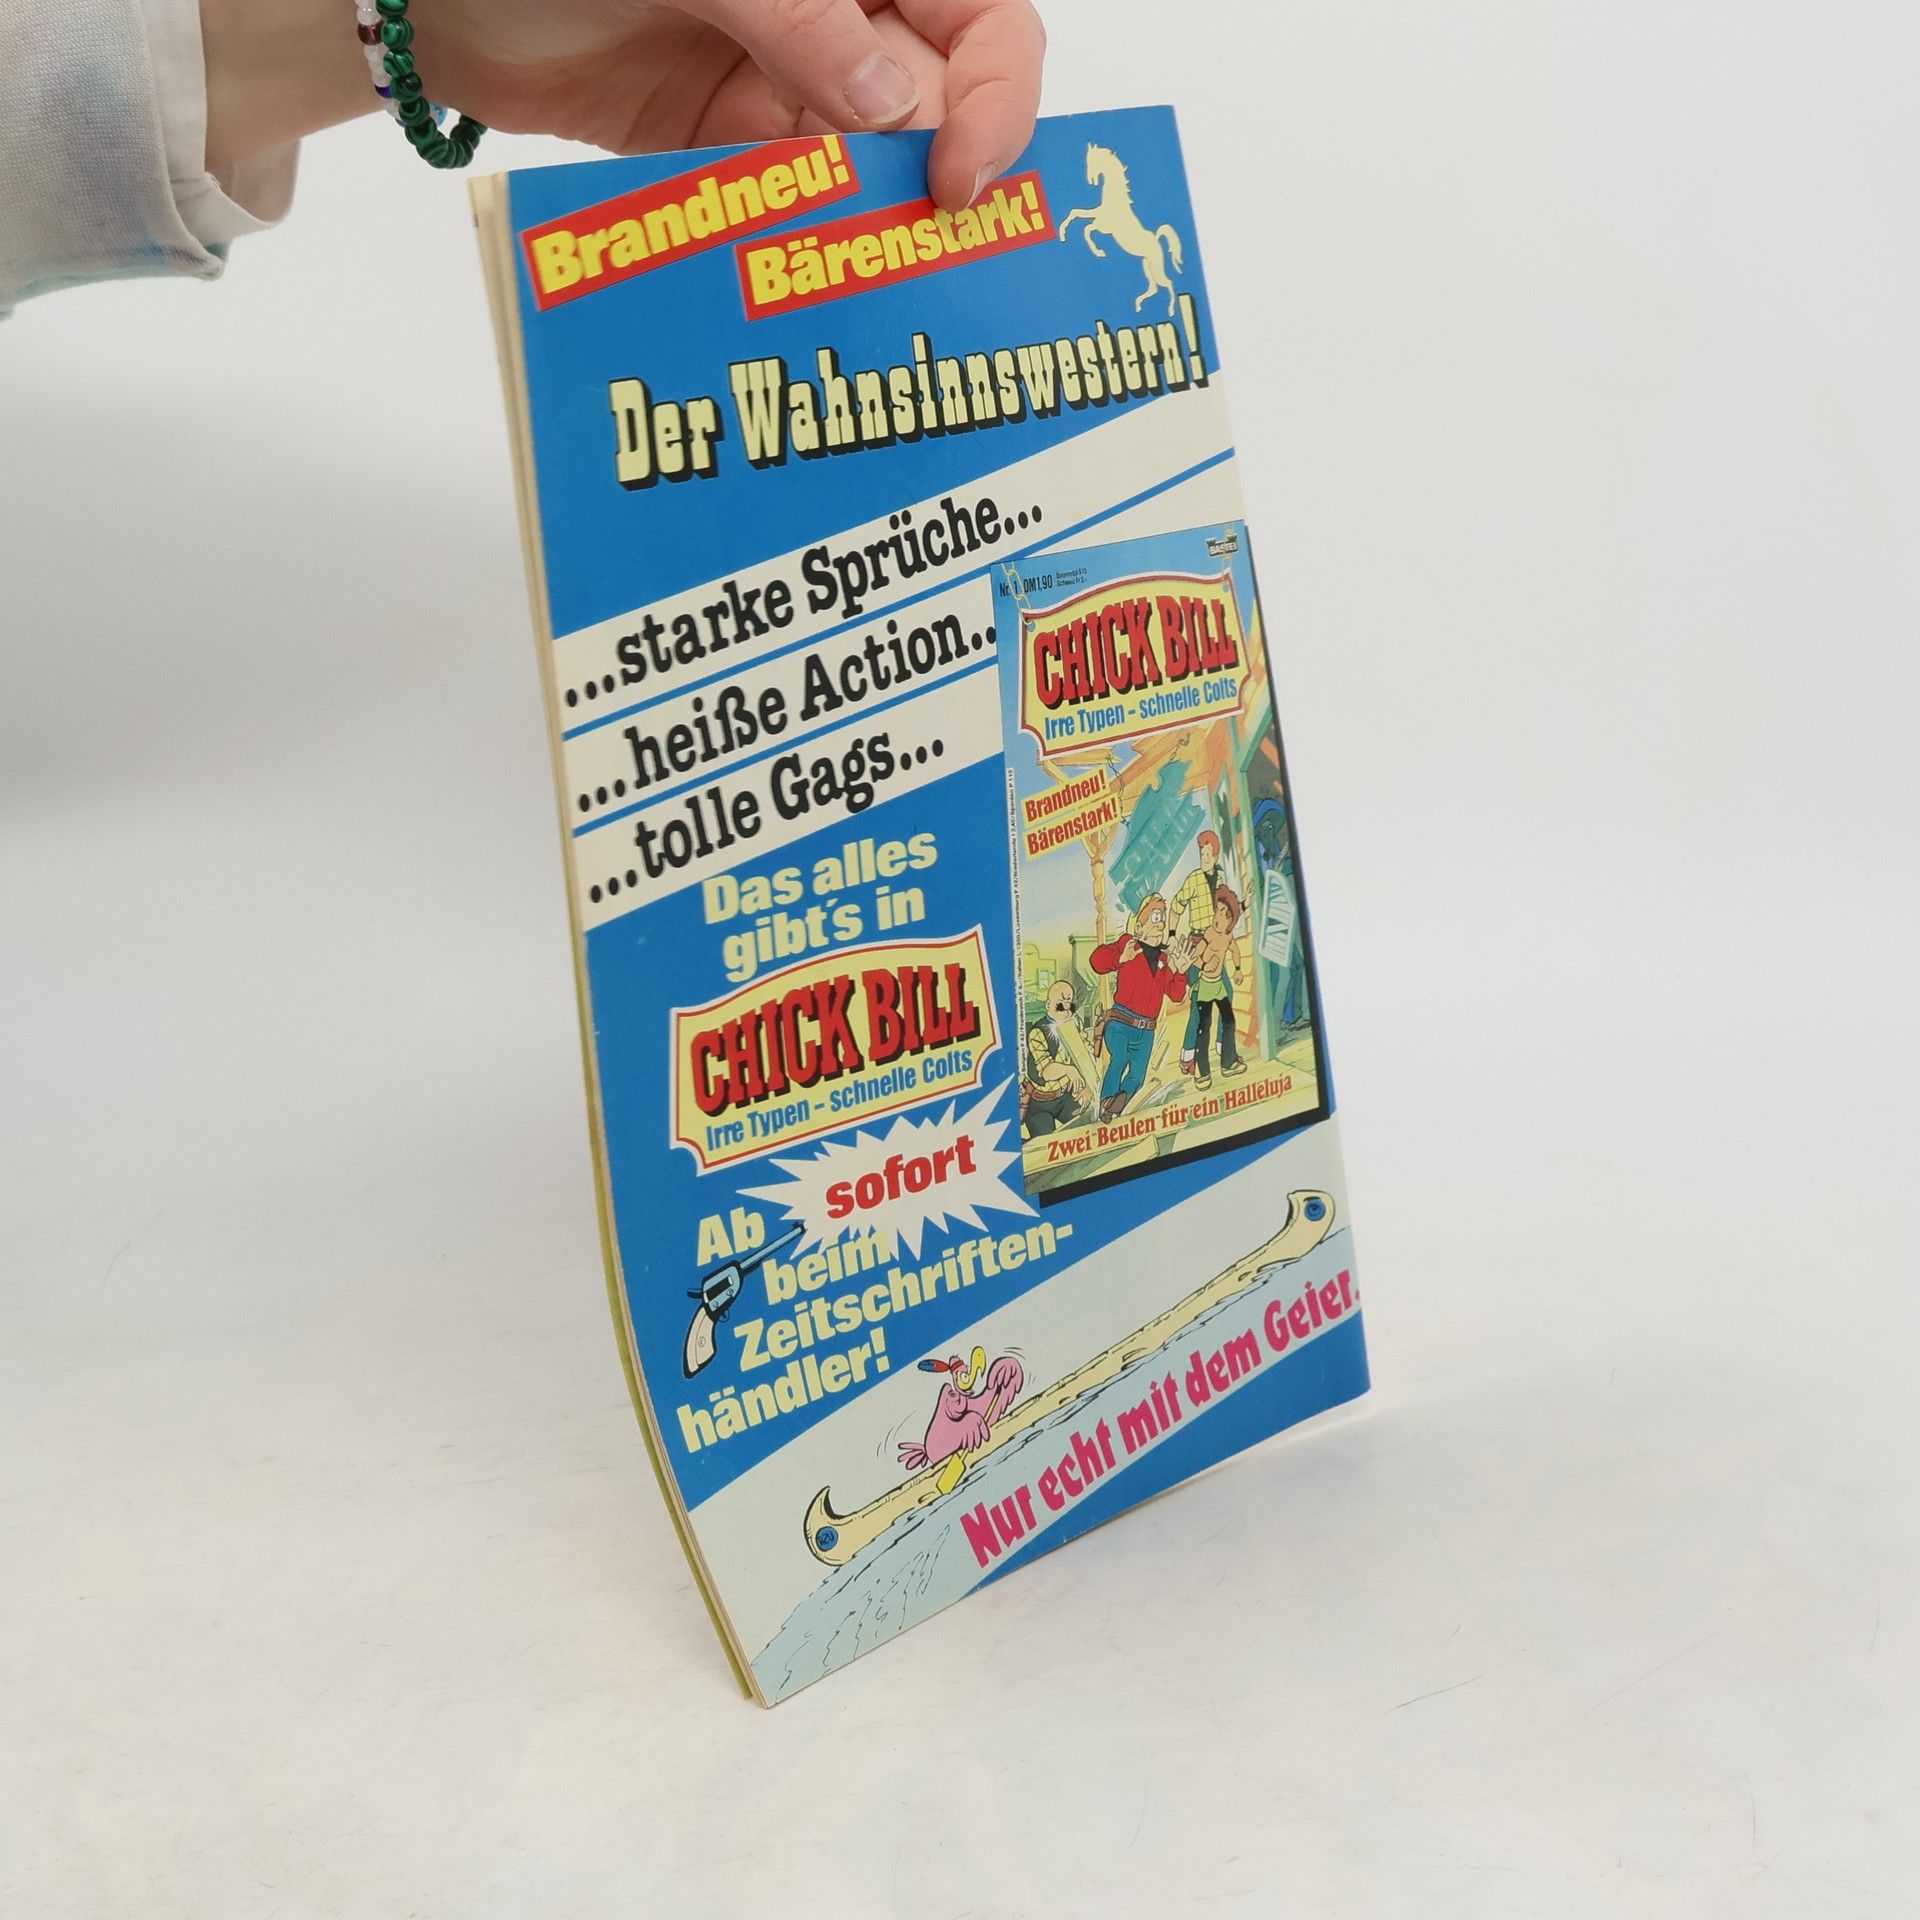 Brandneu!
Bärenstark!
Der Wahnsinnswestern!
...starke Sprüche...
...heiße Action..
...tolle Gags...
BASTEI
Nr. 1 DM 1,90
CHICK BILL
Irre Typen - schnelle Colts
Brandneu!
Bärenstark!
Zwei Beulen für ein Halleluja
Das alles
gibt's in
CHICK BILL
Irre Typen - schnelle Colts
Ab sofort
beim
Zeitschriften-
händler!
Nur echt mit dem Geier.